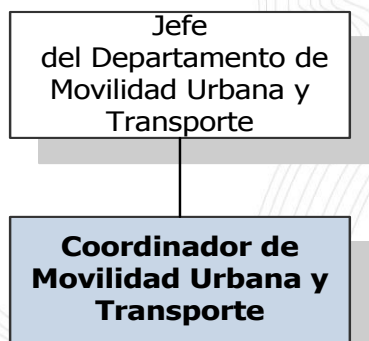 Jefe
del Departamento de
Movilidad Urbana y
Transporte
Coordinador de
Movilidad Urbana y
Transporte